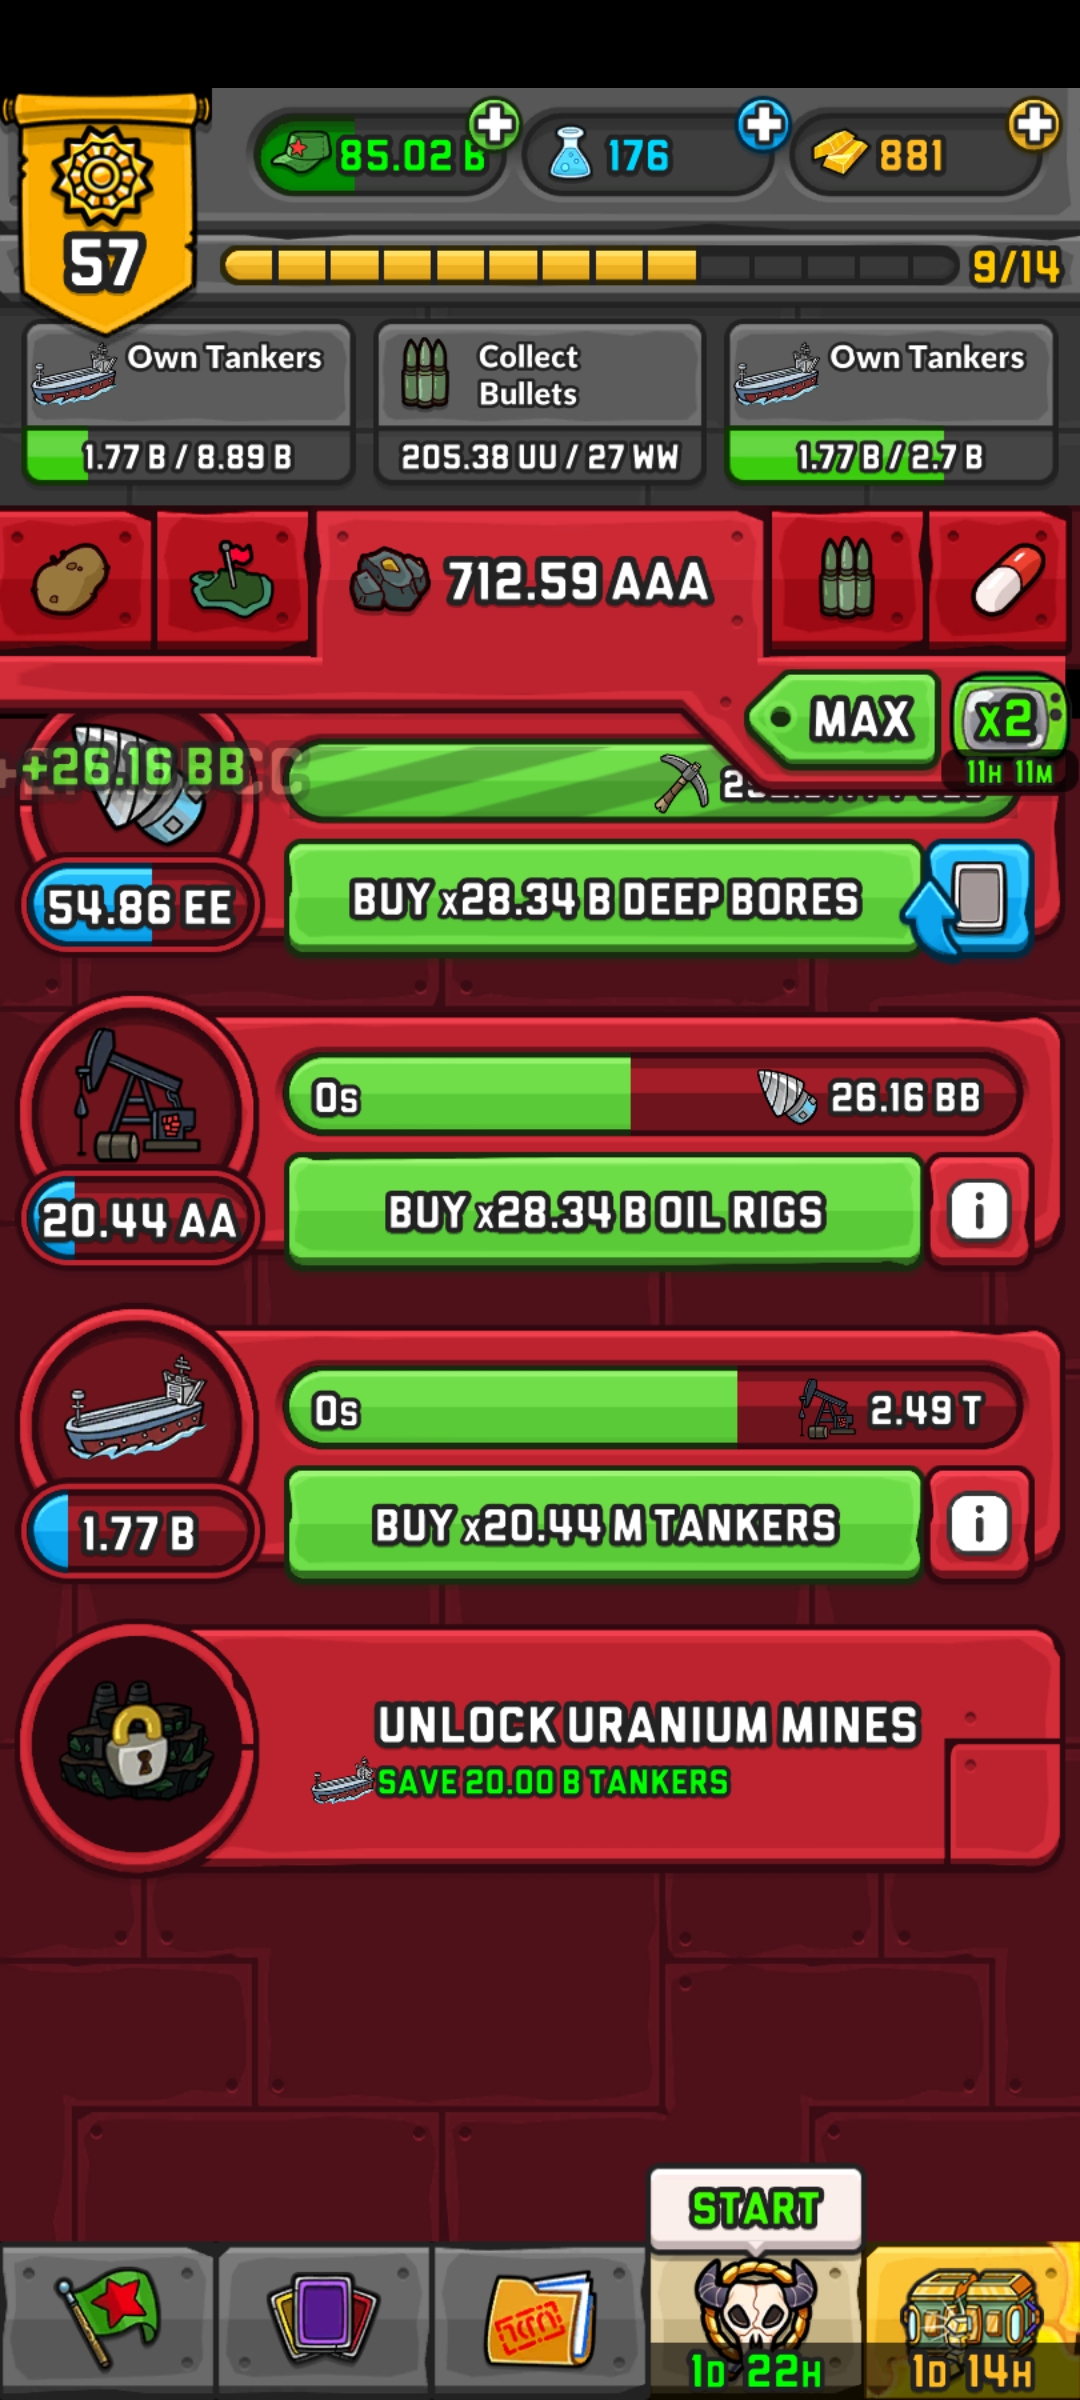 85.02 B
176
881
57
9/14
Own Tankers
1.77 B / 8.89 B
Collect
Bullets
205.38 UU / 27 WW
Own Tankers
1.77 B / 2.7 B
712.59 AAA
MAX
x2
11H 11M
+26.16 BB
54.86 EE
BUY x28.34 B DEEP BORES
0s
26.16 BB
20.44 AA
BUY x28.34 B OIL RIGS
i
0s
2.49 T
1.77 B
BUY x20.44 M TANKERS
i
UNLOCK URANIUM MINES
SAVE 20.00 B TANKERS
START
1D 22H
1D 14H